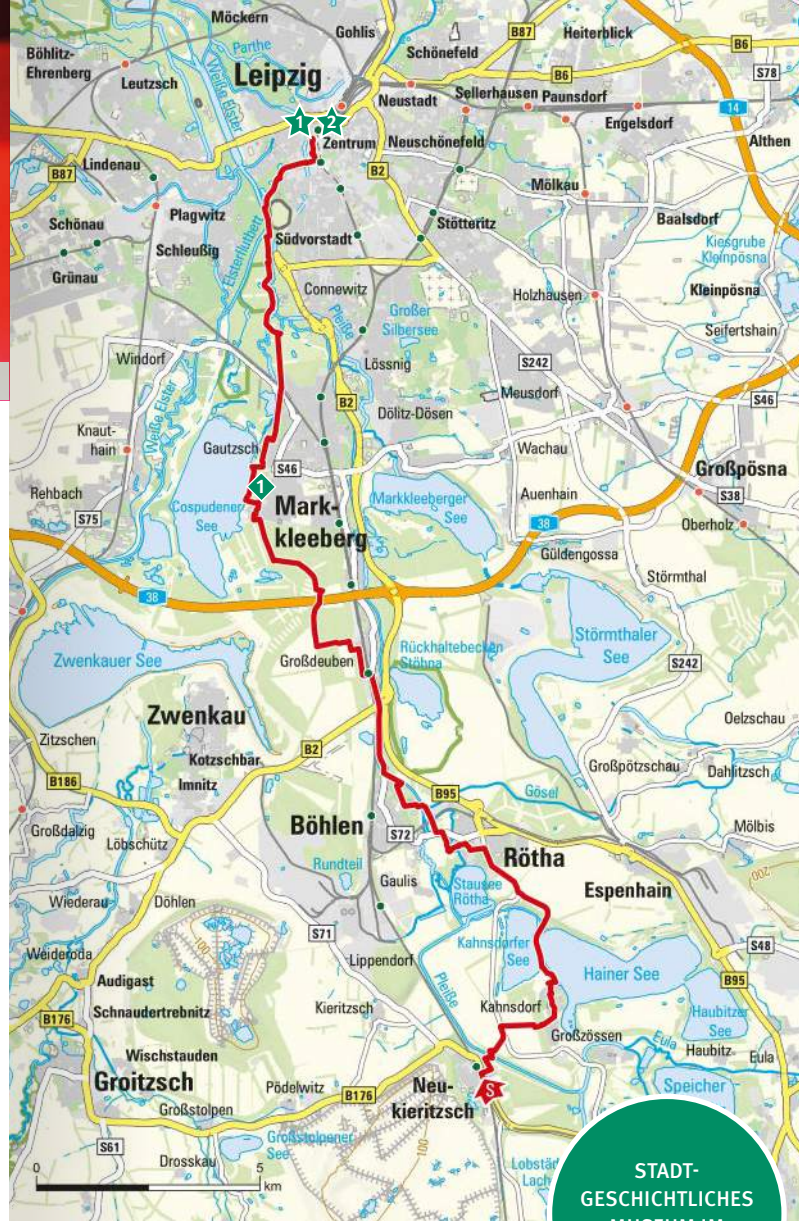 Möckern
Gohlis
B87
Heiterblick
B6
Böhlitz-
Ehrenberg
Parthe
Schönefeld
Leutzsch
Leipzig
B6
S78
Weiße Elster
Neustadt
Sellerhausen
Paunsdorf
14
1
2
Engelsdorf
Zentrum
Neuschönefeld
Althen
Lindenau
B87
B2
Mölkau
Plagwitz
Stötteritz
Baalsdorf
Schönau
Südvorstadt
Schleußig
Elsterflutbett
Kiesgrube
Kleinpösna
Grünau
Connewitz
Holzhausen
Kleinpösna
Pleiße
Großer
Silbersee
Seifertshain
Windorf
Lössnig
S242
Meusdorf
Weiße Elster
B2
S46
Dölitz-Dösen
Knaut-
hain
Gautzsch
Wachau
S46
Großpösna
Rehbach
1
Mark-
kleeberg
Cospudener
See
Markkleeberger
See
Auenhain
S38
S75
38
Oberholz
Güldengossa
38
Störmthal
Störmthaler
See
Zwenkauer See
Großdeuben
Rückhaltebecken
Stöhna
S242
Zwenkau
Oelzschau
Zitzschen
Kotzschbar
B2
Großpötzschau
Dahlitzsch
B186
Imnitz
B95
Gösel
Großdalzig
Böhlen
S72
Mölbis
Löbschütz
Rötha
Rundteil
Espenhain
200
Gaulis
Stausee
Rötha
Wiederau
Döhlen
100
S71
Kahnsdorfer
See
S48
Weideroda
Lippendorf
Hainer See
Audigast
Pleiße
B95
B176
Schnaudertrebnitz
Kieritzsch
Kahnsdorf
Haubitzer
See
100
Großzössen
Wischstauden
Eula
Haubitz
Eula
Groitzsch
Pödelwitz
B176
Neu-
kieritzsch
S
Speicher
Großstolpen
Großstolpener
See
100
S61
Drosskau
0
5
km
STADT-
GESCHICHTLICHES